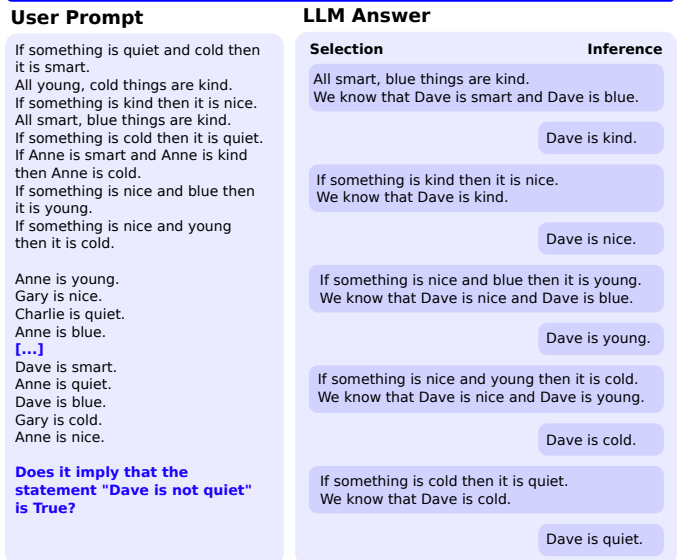 User Prompt
If something is quiet and cold then
it is smart.
All young, cold things are kind.
If something is kind then it is nice.
All smart, blue things are kind.
If something is cold then it is quiet.
If Anne is smart and Anne is kind
then Anne is cold.
If something is nice and blue then
it is young.
If something is nice and young
then it is cold.
Anne is young.
Gary is nice.
Charlie is quiet.
Anne is blue.
[...]
Dave is smart.
Anne is quiet.
Dave is blue.
Gary is cold.
Anne is nice.
Does it imply that the
statement "Dave is not quiet"
is True?
LLM Answer
Selection Inference
All smart, blue things are kind.
We know that Dave is smart and Dave is blue.
Dave is kind.
If something is kind then it is nice.
We know that Dave is kind.
Dave is nice.
If something is nice and blue then it is young.
We know that Dave is nice and Dave is blue.
Dave is young.
If something is nice and young then it is cold.
We know that Dave is nice and Dave is young.
Dave is cold.
If something is cold then it is quiet.
We know that Dave is cold.
Dave is quiet.